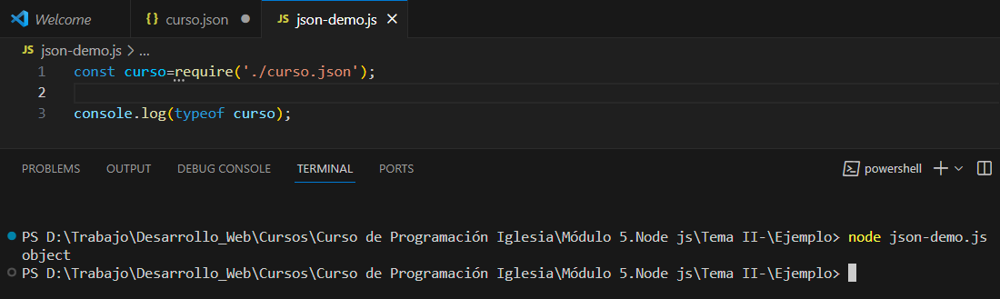 Welcome {} curso.json JS json-demo.js
JS json-demo.js > ...
1 const curso=require('./curso.json');
2
3 console.log(typeof curso);
PROBLEMS OUTPUT DEBUG CONSOLE TERMINAL PORTS powershell
PS D:\Trabajo\Desarrollo_Web\Cursos\Curso de Programación Iglesia\Módulo 5.Node js\Tema II-\Ejemplo> node json-demo.js
object
PS D:\Trabajo\Desarrollo_Web\Cursos\Curso de Programación Iglesia\Módulo 5.Node js\Tema II-\Ejemplo>